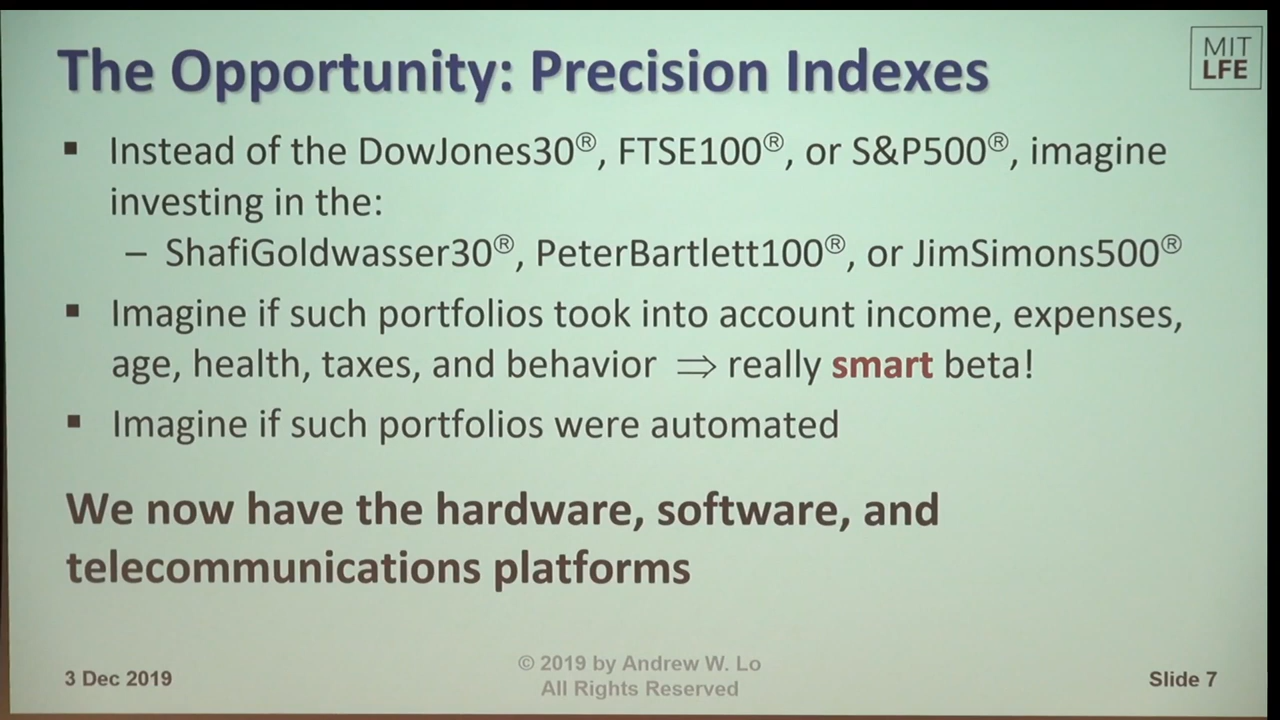 The Opportunity: Precision Indexes
MIT
LFE
▪ Instead of the DowJones30®, FTSE100®, or S&P500®, imagine
investing in the:
– ShafiGoldwasser30®, PeterBartlett100®, or JimSimons500®
▪ Imagine if such portfolios took into account income, expenses,
age, health, taxes, and behavior ⇒ really smart beta!
▪ Imagine if such portfolios were automated
We now have the hardware, software, and
telecommunications platforms
3 Dec 2019
© 2019 by Andrew W. Lo
All Rights Reserved
Slide 7